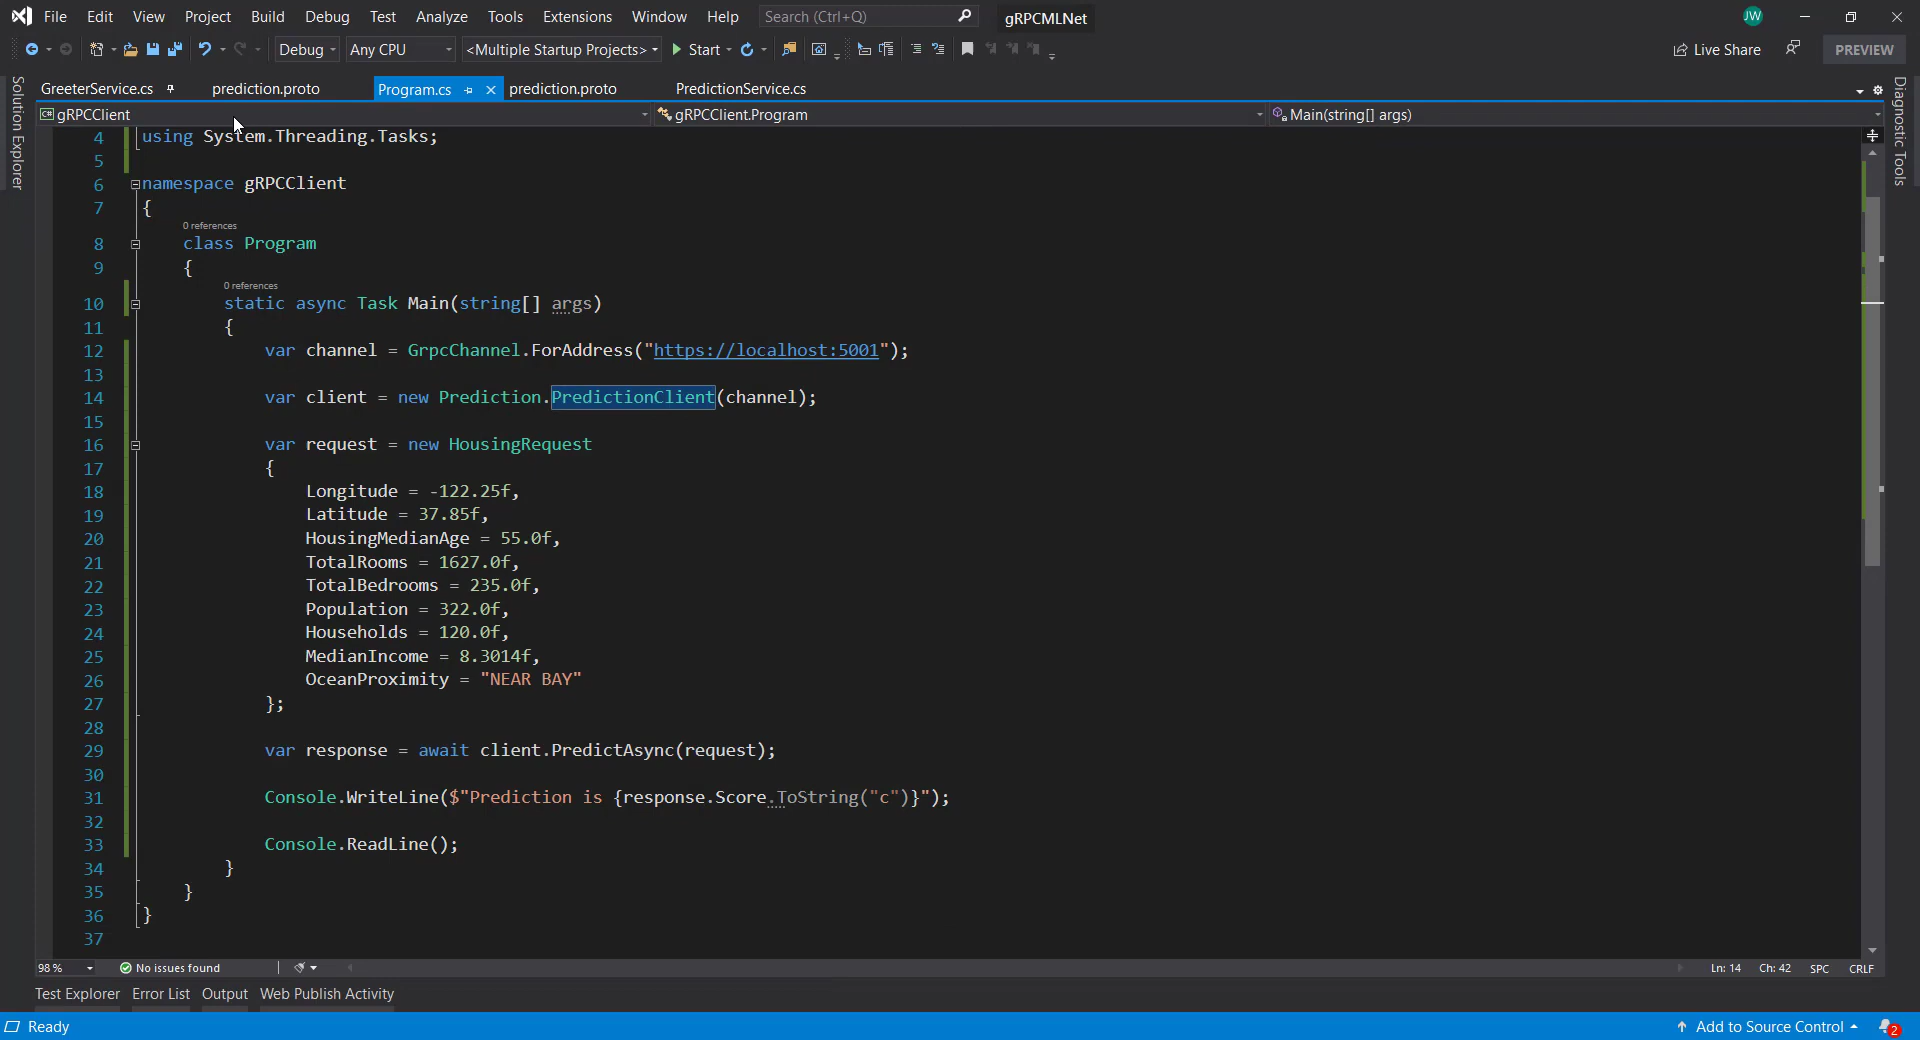 File Edit View Project Build Debug Test Analyze Tools Extensions Window Help Search (Ctrl+Q) gRPCMLNet JW
Debug Any CPU <Multiple Startup Projects> Start Live Share PREVIEW
GreeterService.cs prediction.proto Program.cs prediction.proto PredictionService.cs
C# gRPCClient gRPCClient.Program Main(string[] args)
Solution Explorer
Diagnostic Tools
4 using System.Threading.Tasks;
5
6 namespace gRPCClient
7 {
0 references
8 class Program
9 {
0 references
10 static async Task Main(string[] args)
11 {
12 var channel = GrpcChannel.ForAddress("https://localhost:5001");
13
14 var client = new Prediction.PredictionClient(channel);
15
16 var request = new HousingRequest
17 {
18 Longitude = -122.25f,
19 Latitude = 37.85f,
20 HousingMedianAge = 55.0f,
21 TotalRooms = 1627.0f,
22 TotalBedrooms = 235.0f,
23 Population = 322.0f,
24 Households = 120.0f,
25 MedianIncome = 8.3014f,
26 OceanProximity = "NEAR BAY"
27 };
28
29 var response = await client.PredictAsync(request);
30
31 Console.WriteLine($"Prediction is {response.Score.ToString("c")}");
32
33 Console.ReadLine();
34 }
35 }
36 }
37
98 % No issues found Ln: 14 Ch: 42 SPC CRLF
Test Explorer Error List Output Web Publish Activity
Ready Add to Source Control 2